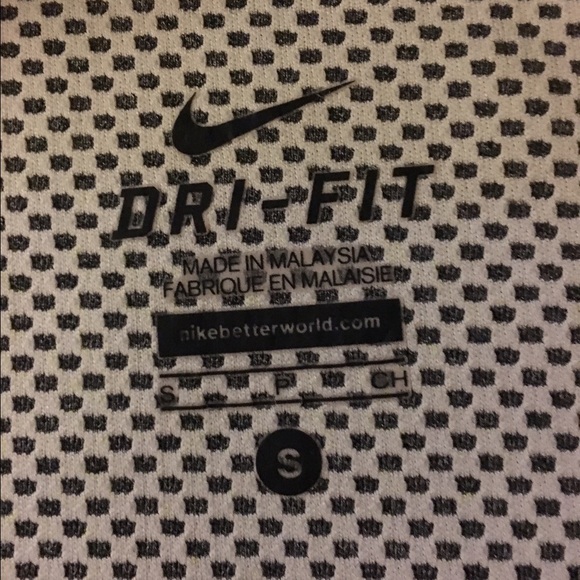 DRI-FIT
MADE IN MALAYSIA
FABRIQUE EN MALAISIE
nikebetterworld.com
S P CH
S